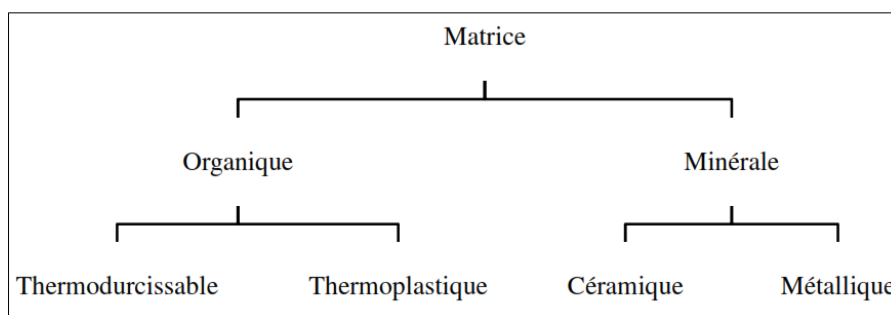 Matrice
Organique Minérale
Thermodurcissable Thermoplastique Céramique Métallique